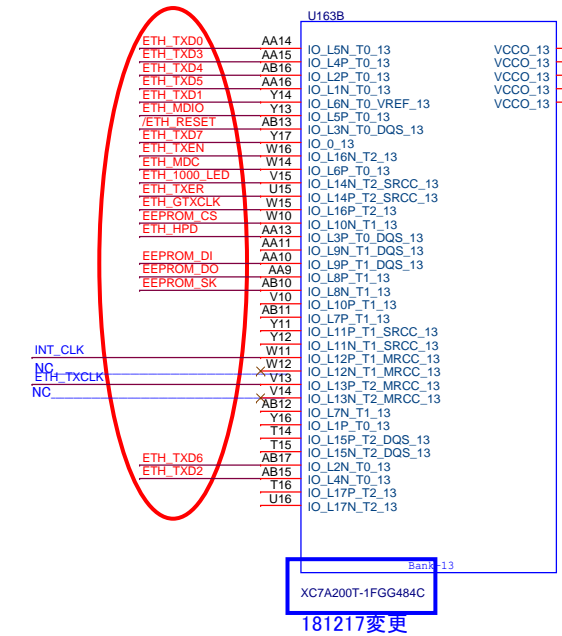 U163B
ETH_TXD0 AA14 IO_L5N_T0_13 VCCO_13
ETH_TXD3 AA15 IO_L4P_T0_13 VCCO_13
ETH_TXD4 AB16 IO_L2P_T0_13 VCCO_13
ETH_TXD5 AA16 IO_L1N_T0_13 VCCO_13
ETH_TXD1 Y14 IO_L6N_T0_VREF_13 VCCO_13
ETH_MDIO Y13 IO_L5P_T0_13
/ETH_RESET AB13 IO_L3N_T0_DQS_13
ETH_TXD7 Y17 IO_0_13
ETH_TXEN W16 IO_L16N_T2_13
ETH_MDC W14 IO_L6P_T0_13
ETH_1000_LED V15 IO_L14N_T2_SRCC_13
ETH_TXER U15 IO_L14P_T2_SRCC_13
ETH_GTXCLK W15 IO_L16P_T2_13
EEPROM_CS W10 IO_L10N_T1_13
ETH_HPD AA13 IO_L3P_T0_DQS_13
AA11 IO_L9N_T1_DQS_13
EEPROM_DI AA10 IO_L9P_T1_DQS_13
EEPROM_DO AA9 IO_L8P_T1_13
EEPROM_SK AB10 IO_L8N_T1_13
V10 IO_L10P_T1_13
AB11 IO_L7P_T1_13
Y11 IO_L11P_T1_SRCC_13
Y12 IO_L11N_T1_SRCC_13
INT_CLK W11 IO_L12P_T1_MRCC_13
NC W12 IO_L12N_T1_MRCC_13
ETH_TXCLK V13 IO_L13P_T2_MRCC_13
NC V14 IO_L13N_T2_MRCC_13
AB12 IO_L7N_T1_13
Y16 IO_L1P_T0_13
T14 IO_L15P_T2_DQS_13
T15 IO_L15N_T2_DQS_13
ETH_TXD6 AB17 IO_L2N_T0_13
ETH_TXD2 AB15 IO_L4N_T0_13
T16 IO_L17P_T2_13
U16 IO_L17N_T2_13
Bank-13
XC7A200T-1FGG484C
181217変更